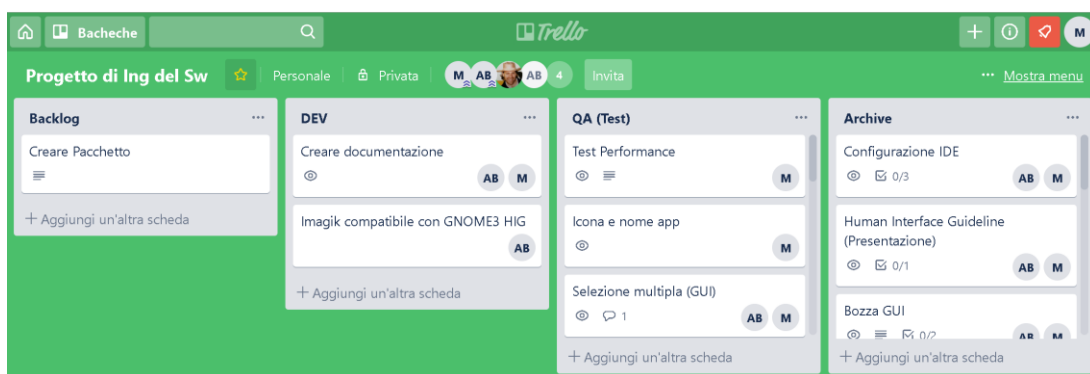 Bacheche
Trello
M
Progetto di Ing del Sw
Personale
Privata
M
AB
AB
4
Invita
Mostra menu
Backlog
Creare Pacchetto
Aggiungi un'altra scheda
DEV
Creare documentazione
AB
M
Imagik compatibile con GNOME3 HIG
AB
Aggiungi un'altra scheda
QA (Test)
Test Performance
M
Icona e nome app
M
Selezione multipla (GUI)
1
AB
M
Aggiungi un'altra scheda
Archive
Configurazione IDE
0/3
AB
M
Human Interface Guideline
(Presentazione)
0/1
AB
M
Bozza GUI
0/2
AB
M
Aggiungi un'altra scheda